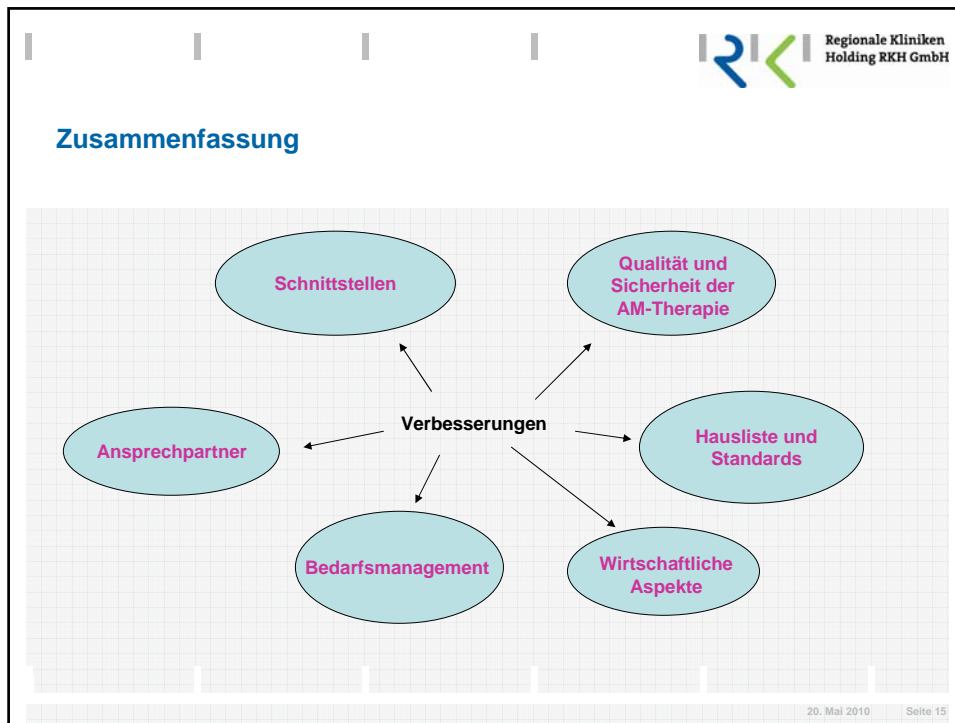 Regionale Kliniken
Holding RKH GmbH
Zusammenfassung
Schnittstellen
Qualität und
Sicherheit der
AM-Therapie
Verbesserungen
Ansprechpartner
Hausliste und
Standards
Bedarfsmanagement
Wirtschaftliche
Aspekte
20. Mai 2010 Seite 15